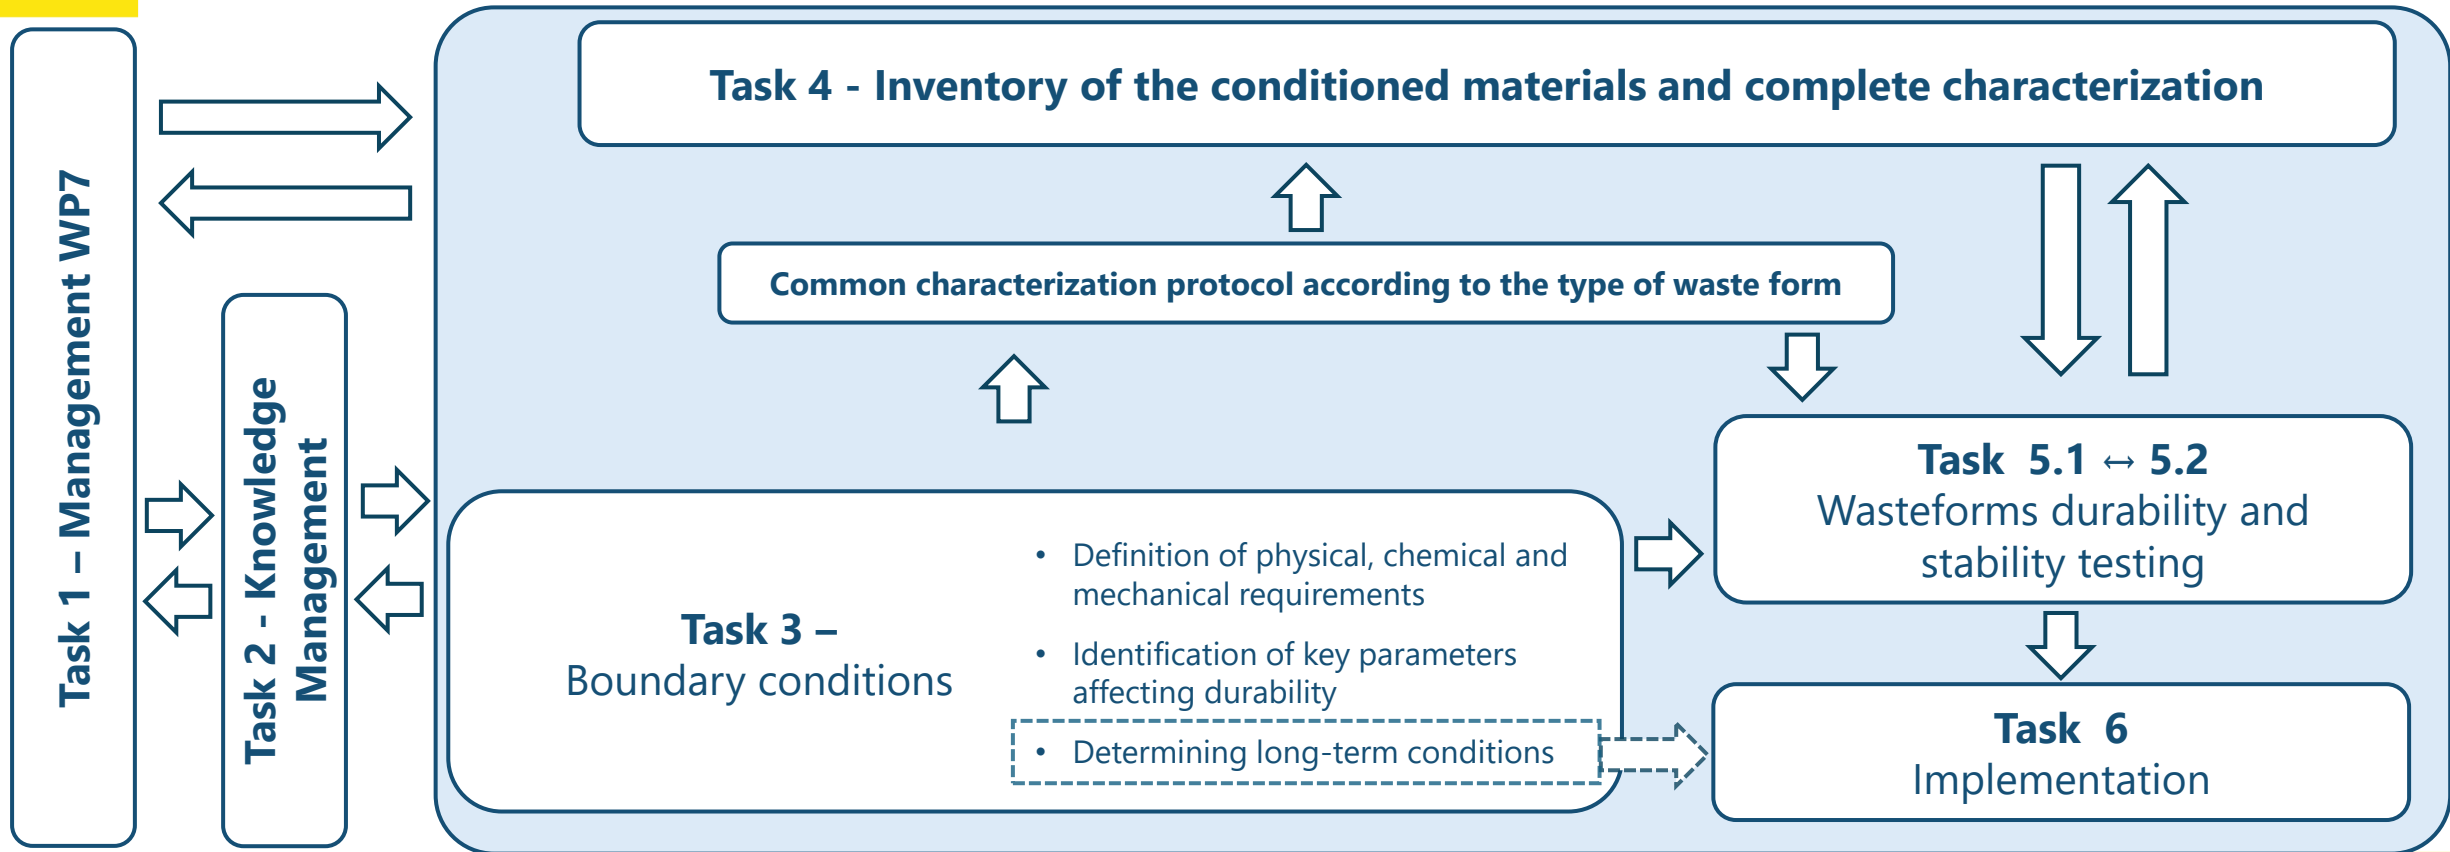 Task 1 – Management WP7
Task 2 - Knowledge
Management
Task 4 - Inventory of the conditioned materials and complete characterization
Common characterization protocol according to the type of waste form
Task 3 –
Boundary conditions
• Definition of physical, chemical and
mechanical requirements
• Identification of key parameters
affecting durability
• Determining long-term conditions
Task 5.1 ↔ 5.2
Wasteforms durability and
stability testing
Task 6
Implementation